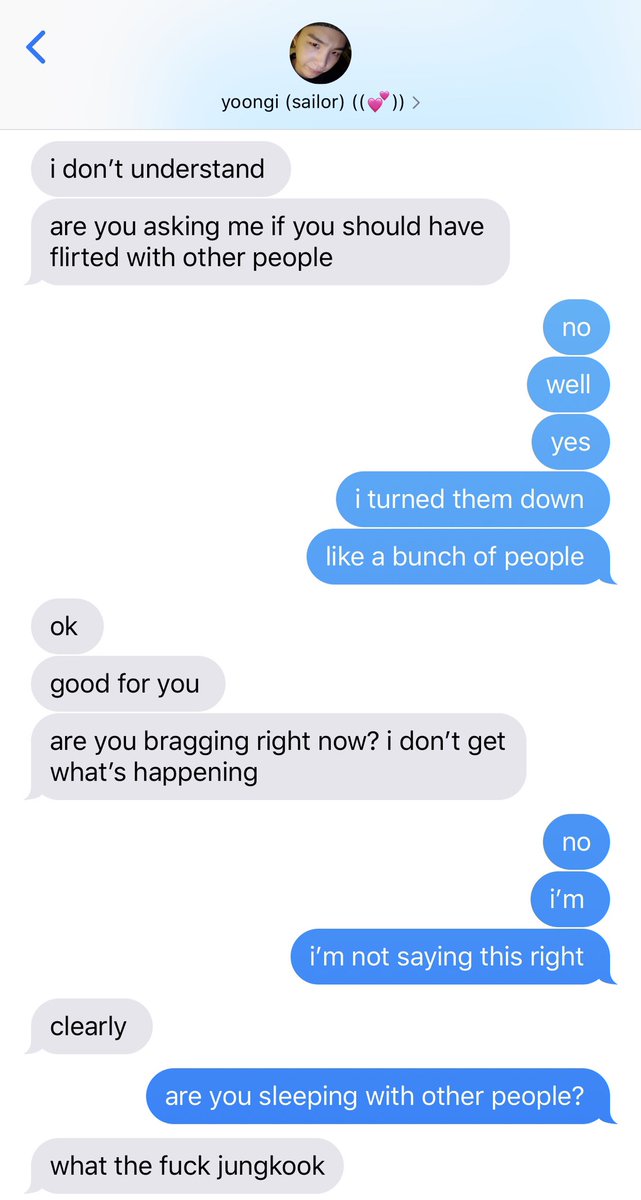 yoongi (sailor) ((💕))
i don’t understand
are you asking me if you should have
flirted with other people
no
well
yes
i turned them down
like a bunch of people
ok
good for you
are you bragging right now? i don’t get
what’s happening
no
i’m
i’m not saying this right
clearly
are you sleeping with other people?
what the fuck jungkook